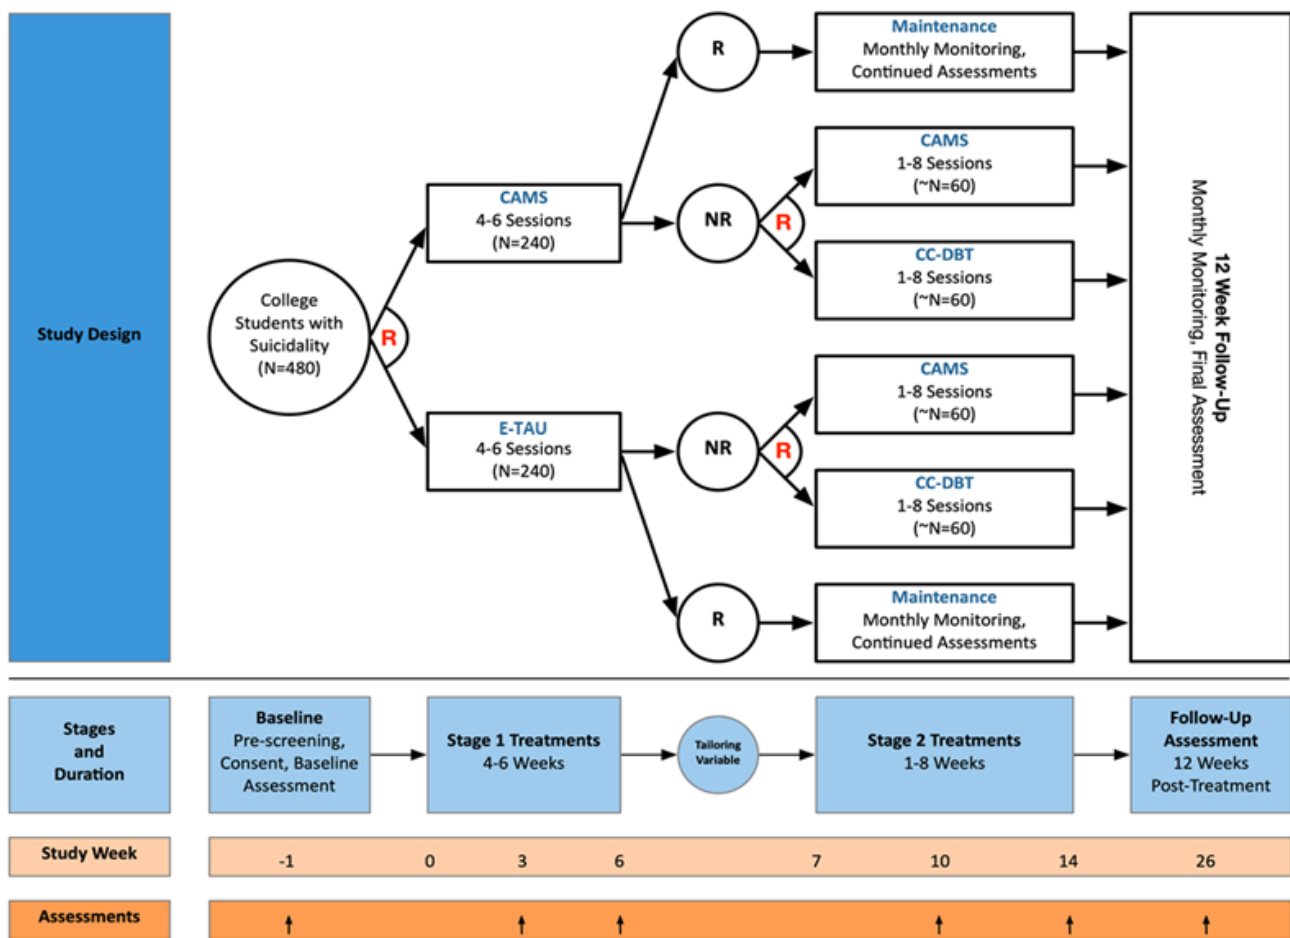 Study Design
College
Students with
Suicidality
(N=480)
R
CAMS
4-6 Sessions
(N=240)
E-TAU
4-6 Sessions
(N=240)
R
NR
R
NR
R
R
Maintenance
Monthly Monitoring,
Continued Assessments
CAMS
1-8 Sessions
(~N=60)
CC-DBT
1-8 Sessions
(~N=60)
CAMS
1-8 Sessions
(~N=60)
CC-DBT
1-8 Sessions
(~N=60)
Maintenance
Monthly Monitoring,
Continued Assessments
12 Week Follow-Up
Monthly Monitoring, Final Assessment
Stages
and
Duration
Baseline
Pre-screening,
Consent, Baseline
Assessment
Stage 1 Treatments
4-6 Weeks
Tailoring
Variable
Stage 2 Treatments
1-8 Weeks
Follow-Up
Assessment
12 Weeks
Post-Treatment
Study Week
-1 0 3 6 7 10 14 26
Assessments